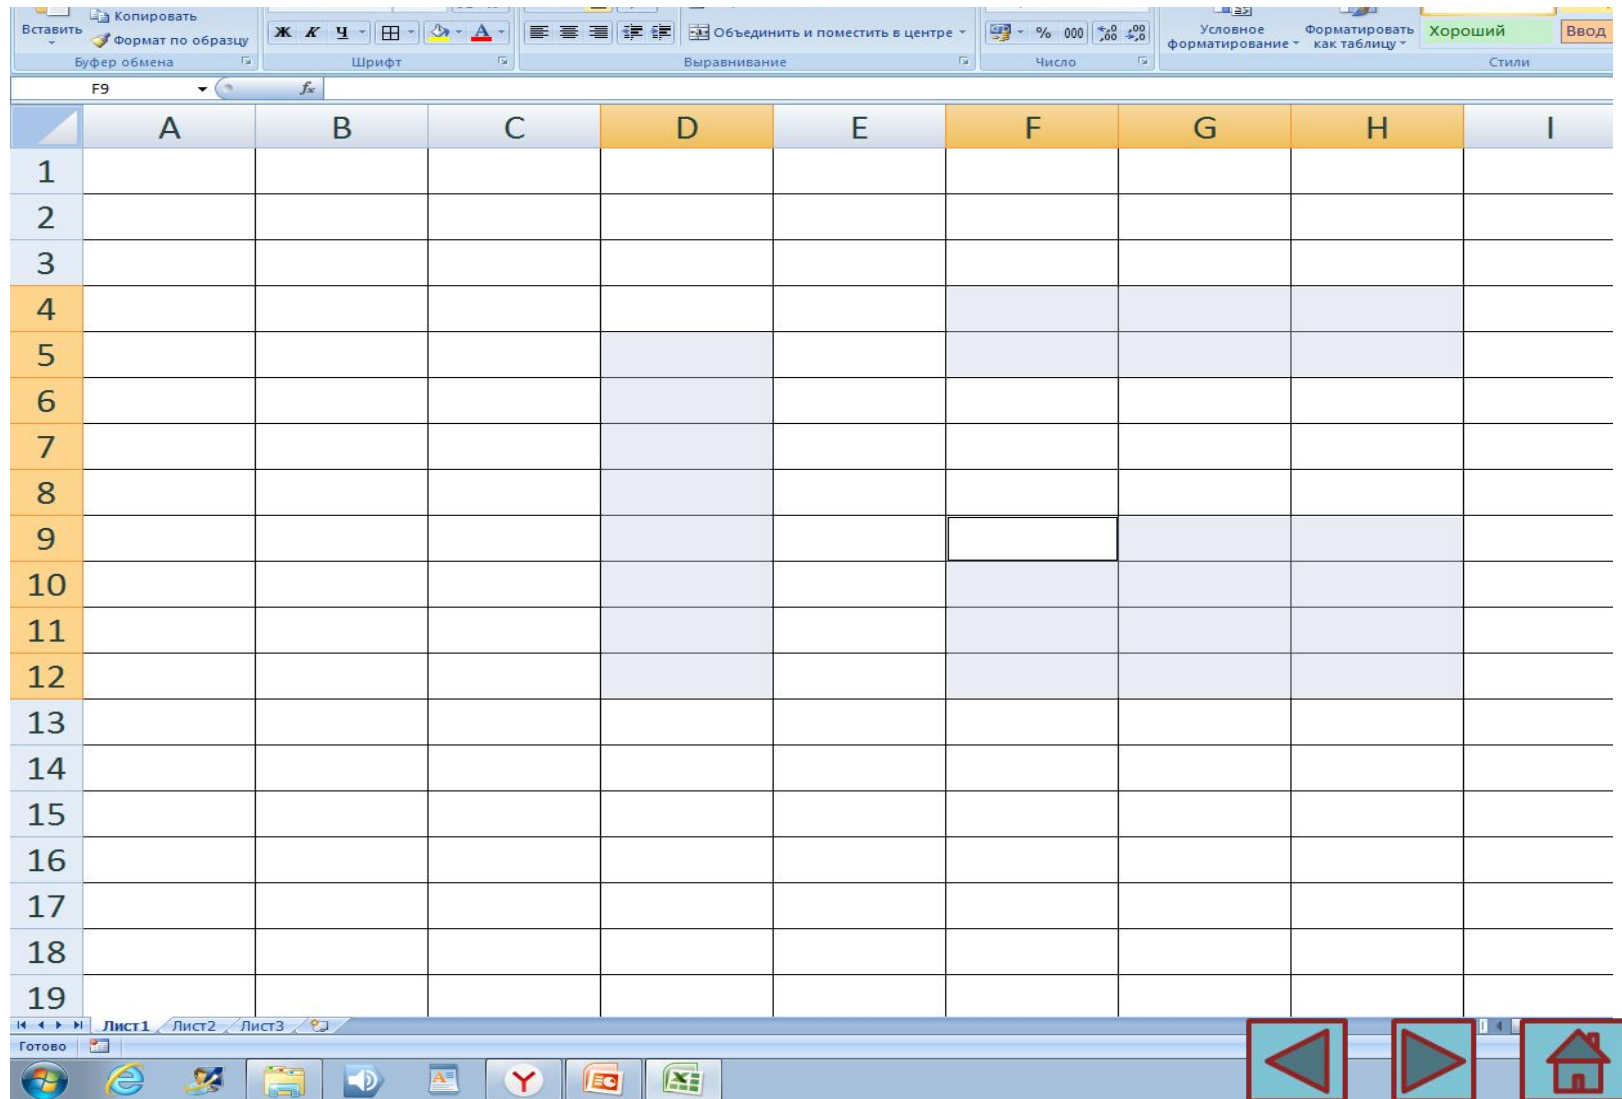 Копировать
Вставить
Формат по образцу
Ж К Ч А
Объединить и поместить в центре
% 000
Условное форматирование
Форматировать как таблицу
Хороший
Ввод
Буфер обмена
Шрифт
Выравнивание
Число
Стили
F9
fx
A B C D E F G H I
1
2
3
4
5
6
7
8
9
10
11
12
13
14
15
16
17
18
19
Лист1 Лист2 Лист3
Готово